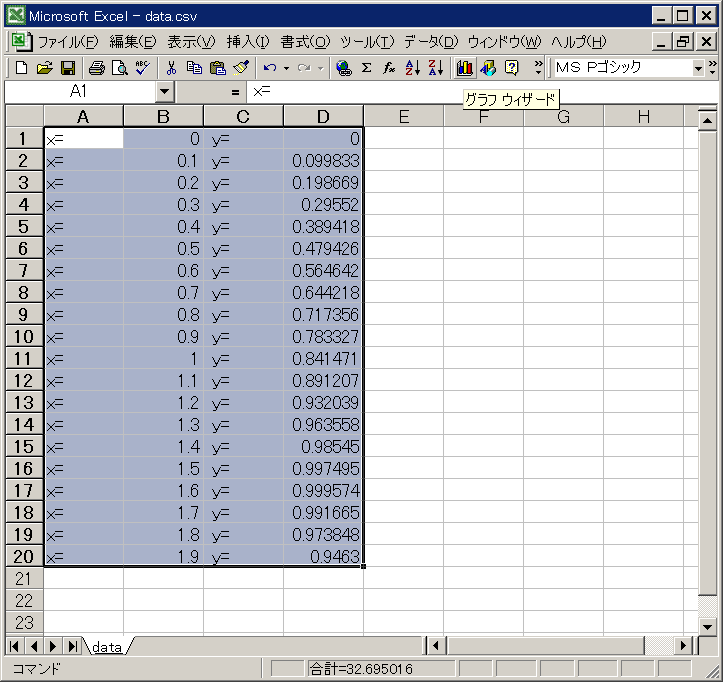 Microsoft Excel - data.csv
ファイル(F) 編集(E) 表示(V) 挿入(I) 書式(O) ツール(T) データ(D) ウィンドウ(W) ヘルプ(H)
ABC Σ fx A Z Z A ? » MS Pゴシック »
A1 = x=
グラフ ウィザード
A B C D E F G H
1 x= 0 y= 0
2 x= 0.1 y= 0.099833
3 x= 0.2 y= 0.198669
4 x= 0.3 y= 0.29552
5 x= 0.4 y= 0.389418
6 x= 0.5 y= 0.479426
7 x= 0.6 y= 0.564642
8 x= 0.7 y= 0.644218
9 x= 0.8 y= 0.717356
10 x= 0.9 y= 0.783327
11 x= 1 y= 0.841471
12 x= 1.1 y= 0.891207
13 x= 1.2 y= 0.932039
14 x= 1.3 y= 0.963558
15 x= 1.4 y= 0.98545
16 x= 1.5 y= 0.997495
17 x= 1.6 y= 0.999574
18 x= 1.7 y= 0.991665
19 x= 1.8 y= 0.973848
20 x= 1.9 y= 0.9463
21
22
23
data
コマンド 合計=32.695016